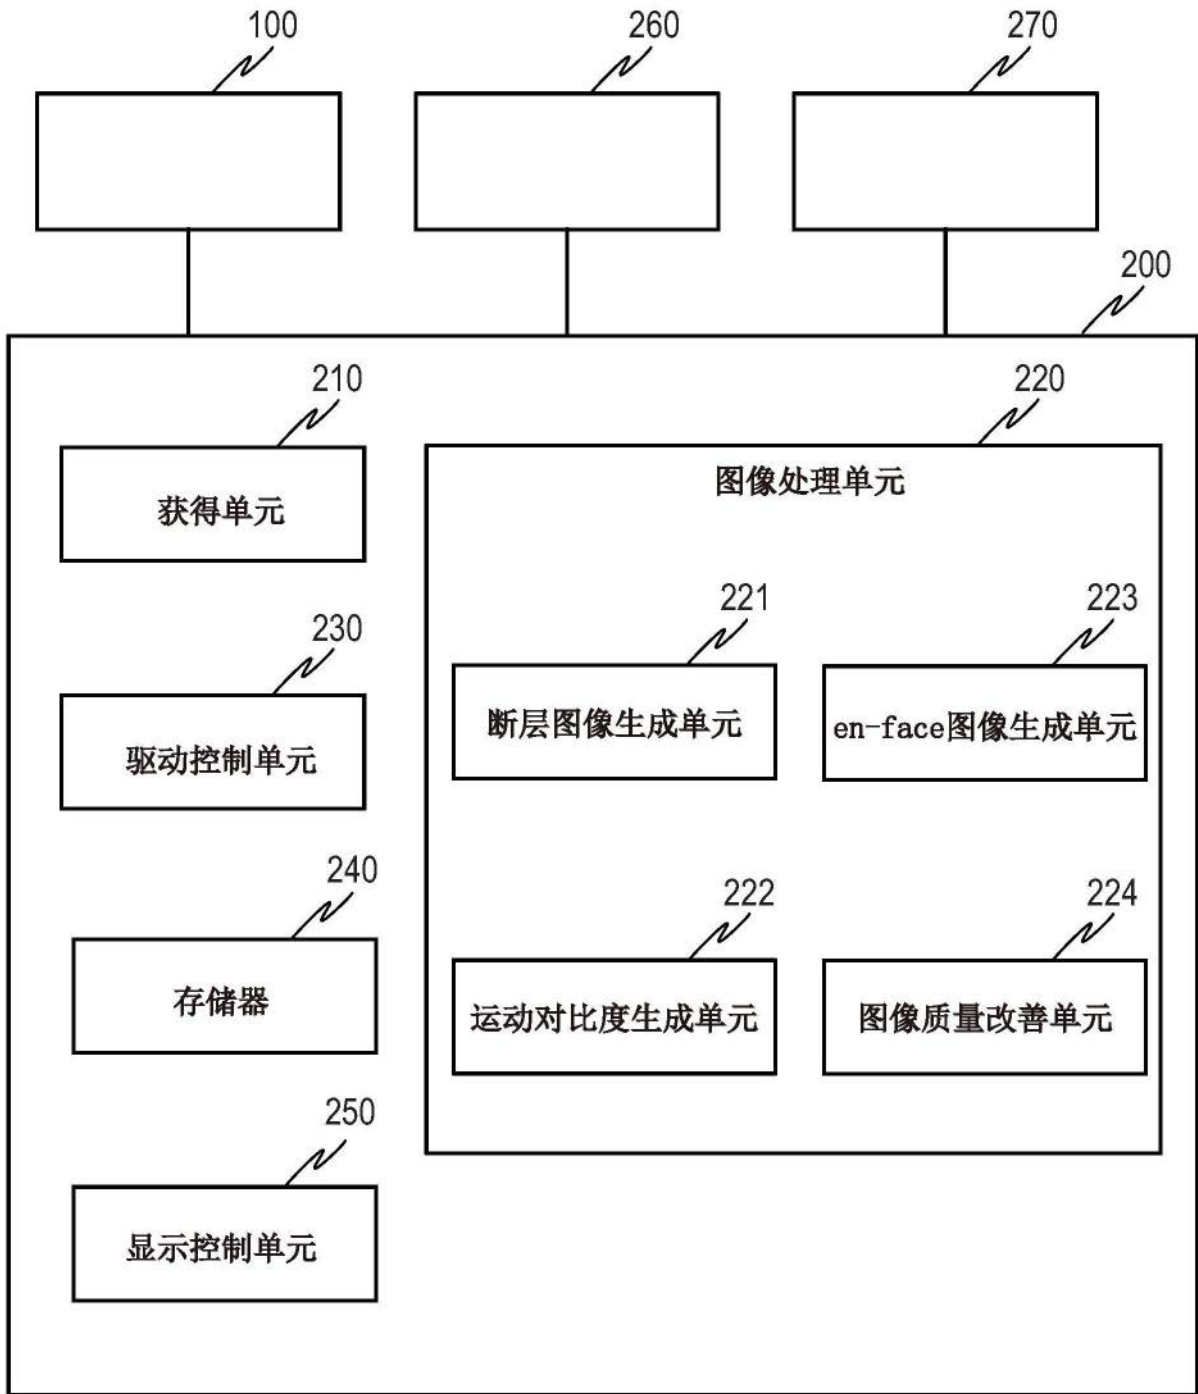 100
260
270
200
210
获得单元
220
图像处理单元
230
驱动控制单元
221
断层图像生成单元
223
en-face图像生成单元
240
存储器
222
运动对比度生成单元
224
图像质量改善单元
250
显示控制单元